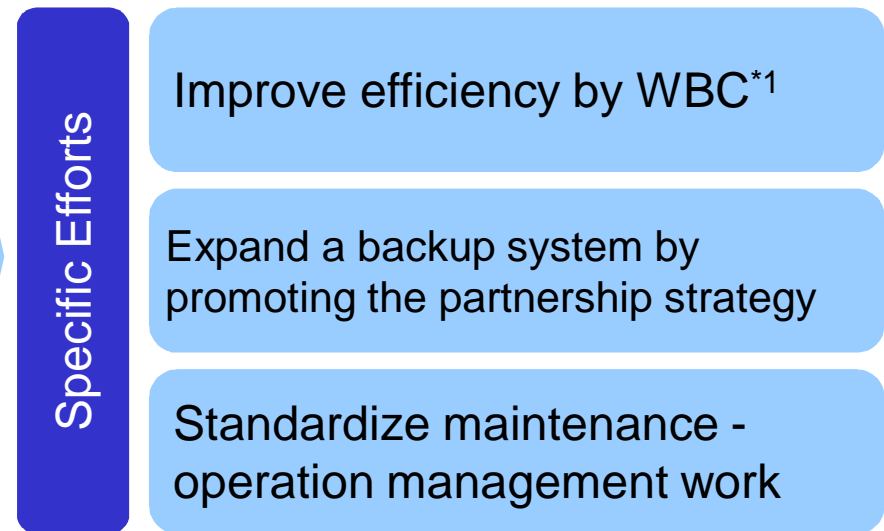 Specific Efforts
Improve efficiency by WBC*1
Expand a backup system by
promoting the partnership strategy
Standardize maintenance -
operation management work